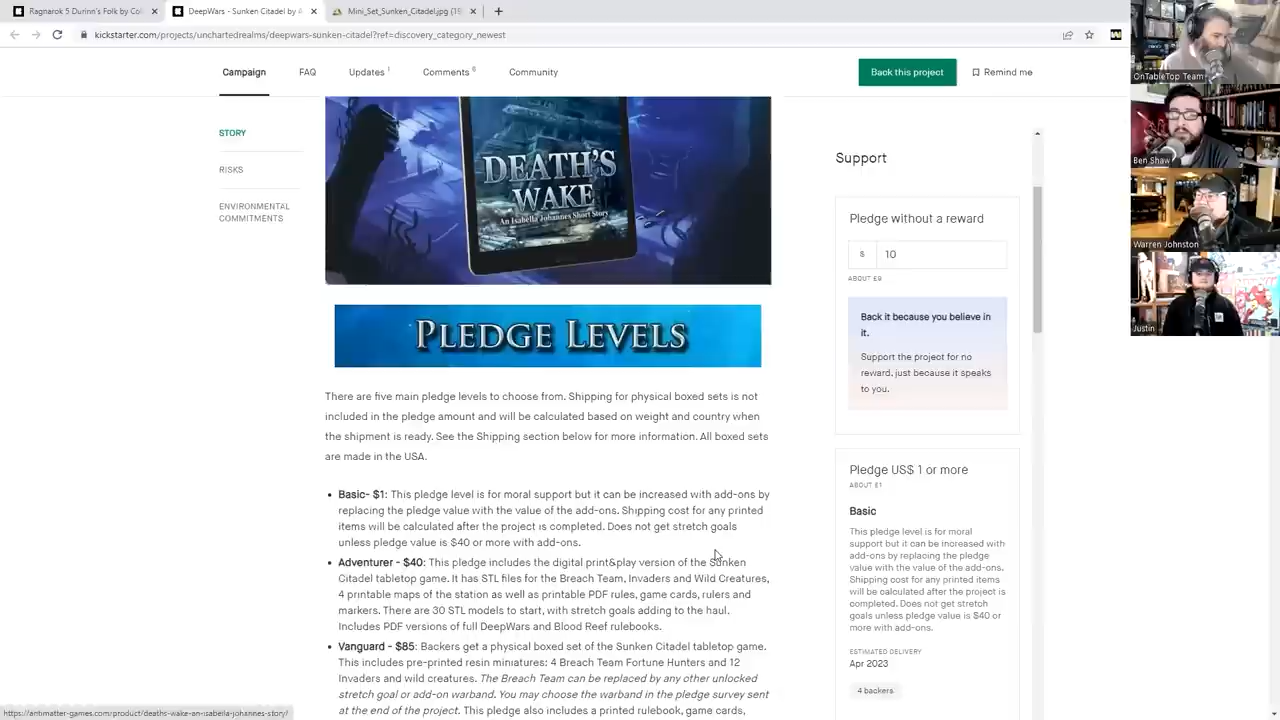 Ragnarok 5 Durinn's Folk by Col
DeepWars - Sunken Citadel by A
Mini_Set_Sunken_Citadel.jpg (15
kickstarter.com/projects/unchartedrealms/deepwars-sunken-citadel?ref=discovery_category_newest
Campaign
FAQ
Updates 1
Comments 6
Community
Back this project
Remind me
STORY
RISKS
ENVIRONMENTAL
COMMITMENTS
DEATH'S
WAKE
An Isabella Johannes Short Story
PLEDGE LEVELS
There are five main pledge levels to choose from. Shipping for physical boxed sets is not
included in the pledge amount and will be calculated based on weight and country when
the shipment is ready. See the Shipping section below for more information. All boxed sets
are made in the USA.
• Basic- $1: This pledge level is for moral support but it can be increased with add-ons by
replacing the pledge value with the value of the add-ons. Shipping cost for any printed
items will be calculated after the project is completed. Does not get stretch goals
unless pledge value is $40 or more with add-ons.
• Adventurer - $40: This pledge includes the digital print&play version of the Sunken
Citadel tabletop game. It has STL files for the Breach Team, Invaders and Wild Creatures,
4 printable maps of the station as well as printable PDF rules, game cards, rulers and
markers. There are 30 STL models to start, with stretch goals adding to the haul.
Includes PDF versions of full DeepWars and Blood Reef rulebooks.
• Vanguard - $85: Backers get a physical boxed set of the Sunken Citadel tabletop game.
This includes pre-printed resin miniatures: 4 Breach Team Fortune Hunters and 12
Invaders and wild creatures. The Breach Team can be replaced by any other unlocked
stretch goal or add-on warband. You may choose the warband in the pledge survey sent
at the end of the project. This pledge also includes a printed rulebook, game cards,
Support
Pledge without a reward
$ 10
ABOUT £9
Back it because you believe in
it.
Support the project for no
reward, just because it speaks
to you.
Pledge US$ 1 or more
ABOUT £1
Basic
This pledge level is for moral
support but it can be increased with
add-ons by replacing the pledge
value with the value of the add-ons.
Shipping cost for any printed
items will be calculated after the
project is completed. Does not get
stretch goals unless pledge value is $40 or
more with add-ons.
ESTIMATED DELIVERY
Apr 2023
4 backers
OnTableTop Team
Ben Shaw
Warren Johnston
Justin
https://antimatter-games.com/product/deaths-wake-an-isabella-johannes-story/